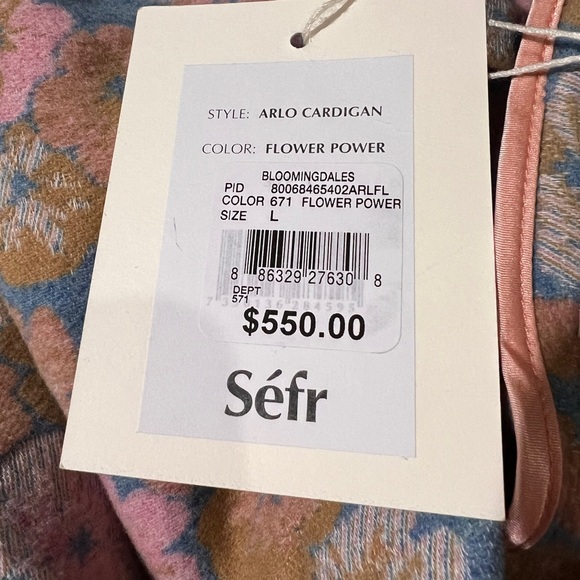 STYLE: ARLO CARDIGAN
COLOR: FLOWER POWER
BLOOMINGDALES
PID 80068465402ARLFL
COLOR 671 FLOWER POWER
SIZE L
8 86329 27630 8
DEPT
571
$550.00
Séfr